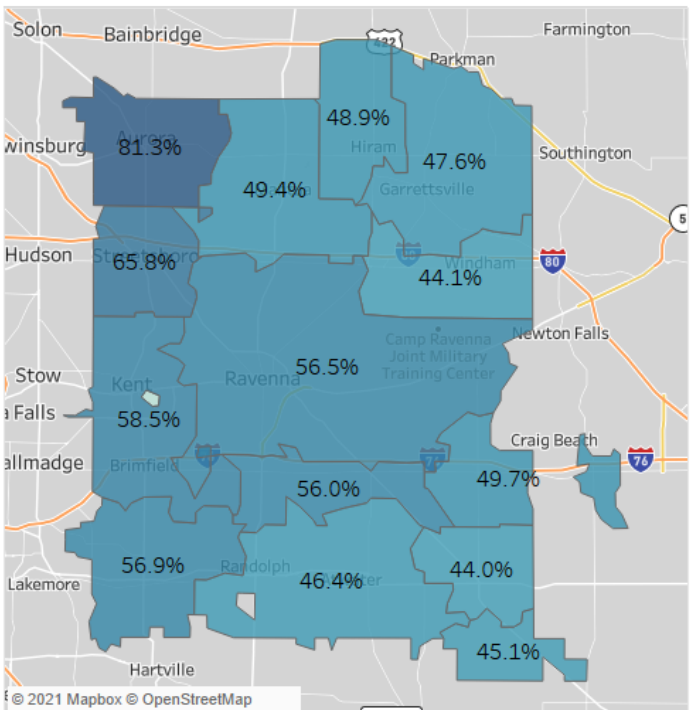 Solon
Bainbridge
422
Farmington
Parkman
Aurora
81.3%
winsburg
48.9%
Hiram
47.6%
Southington
49.4%
Garrettsville
5
Hudson
Streetsboro
65.8%
44.1%
Windham
80
Newton Falls
Camp Ravenna
Joint Military
Training Center
56.5%
Stow
Kent
Ravenna
a Falls
58.5%
Craig Beach
allmadge
Brimfield
76
49.7%
56.0%
56.9%
Randolph
46.4%
44.0%
Lakemore
45.1%
Hartville
© 2021 Mapbox © OpenStreetMap